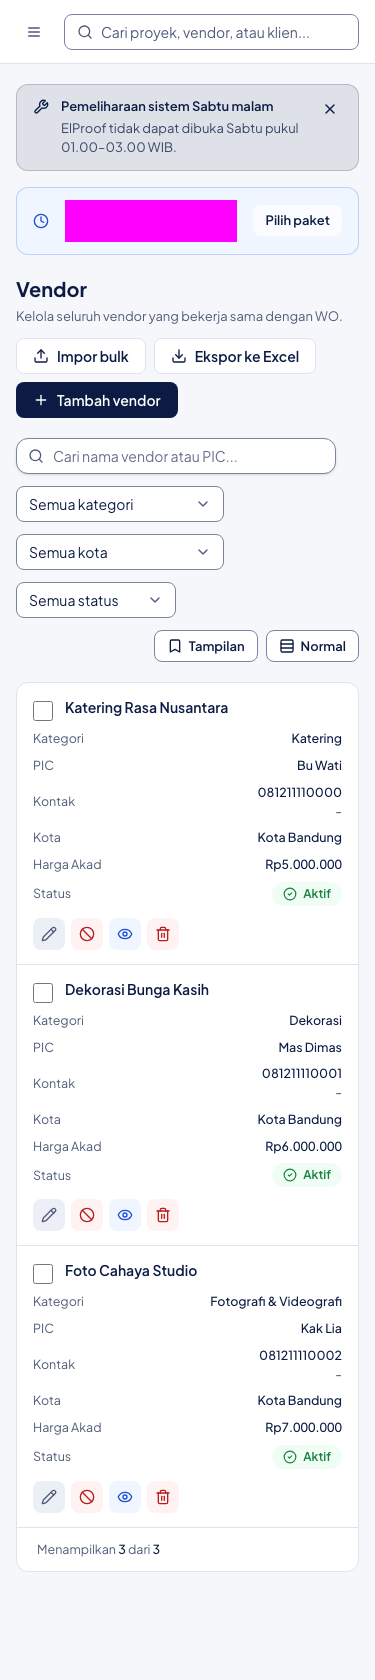 Cari proyek, vendor, atau klien...
Pemeliharaan sistem Sabtu malam
ElProof tidak dapat dibuka Sabtu pukul
01.00–03.00 WIB.
Pilih paket
Vendor
Kelola seluruh vendor yang bekerja sama dengan WO.
Impor bulk
Ekspor ke Excel
Tambah vendor
Cari nama vendor atau PIC...
Semua kategori
Semua kota
Semua status
Tampilan
Normal
Katering Rasa Nusantara
Kategori Katering
PIC Bu Wati
Kontak 081211110000
-
Kota Kota Bandung
Harga Akad Rp5.000.000
Status Aktif
Dekorasi Bunga Kasih
Kategori Dekorasi
PIC Mas Dimas
Kontak 081211110001
-
Kota Kota Bandung
Harga Akad Rp6.000.000
Status Aktif
Foto Cahaya Studio
Kategori Fotografi & Videografi
PIC Kak Lia
Kontak 081211110002
-
Kota Kota Bandung
Harga Akad Rp7.000.000
Status Aktif
Menampilkan 3 dari 3